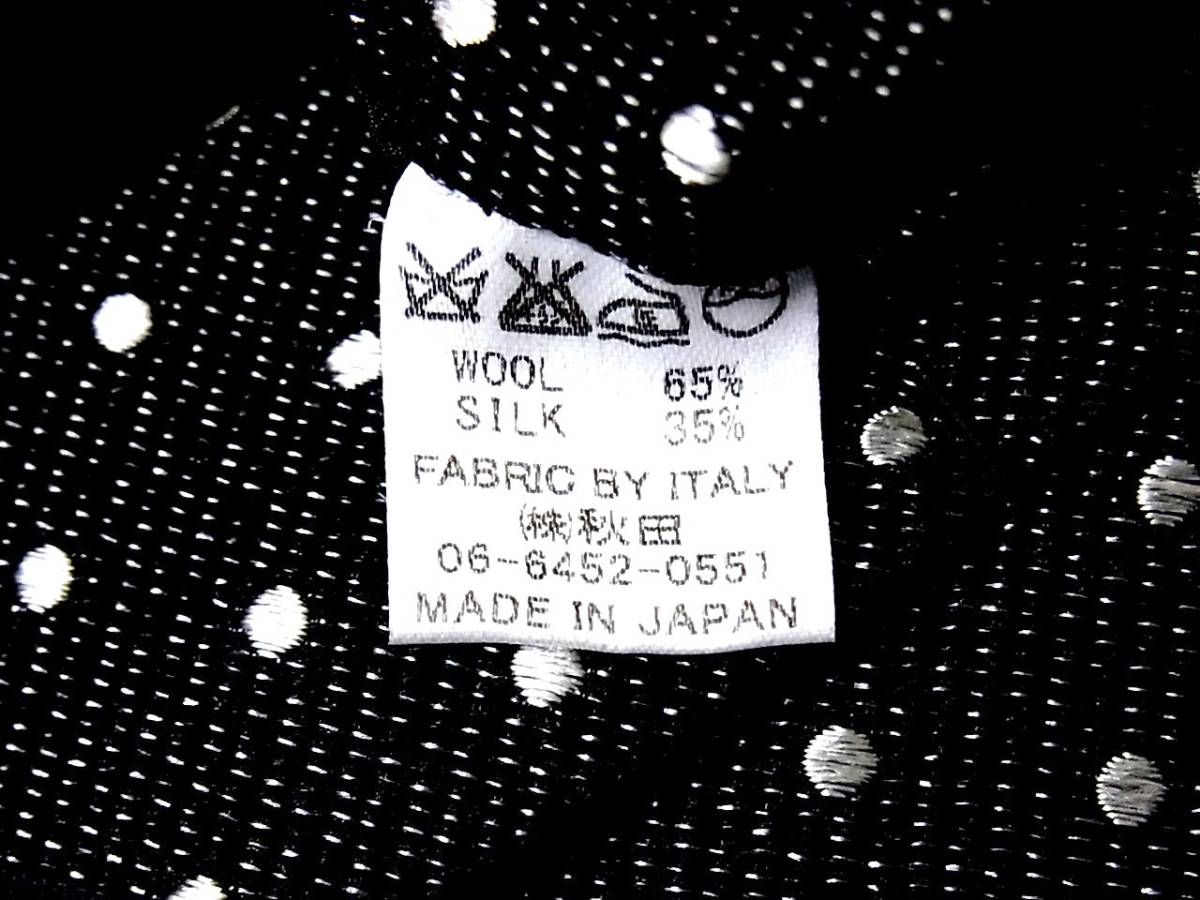 WOOL 65%
SILK 35%
FABRIC BY ITALY
(株)秋田
06-6452-0551
MADE IN JAPAN